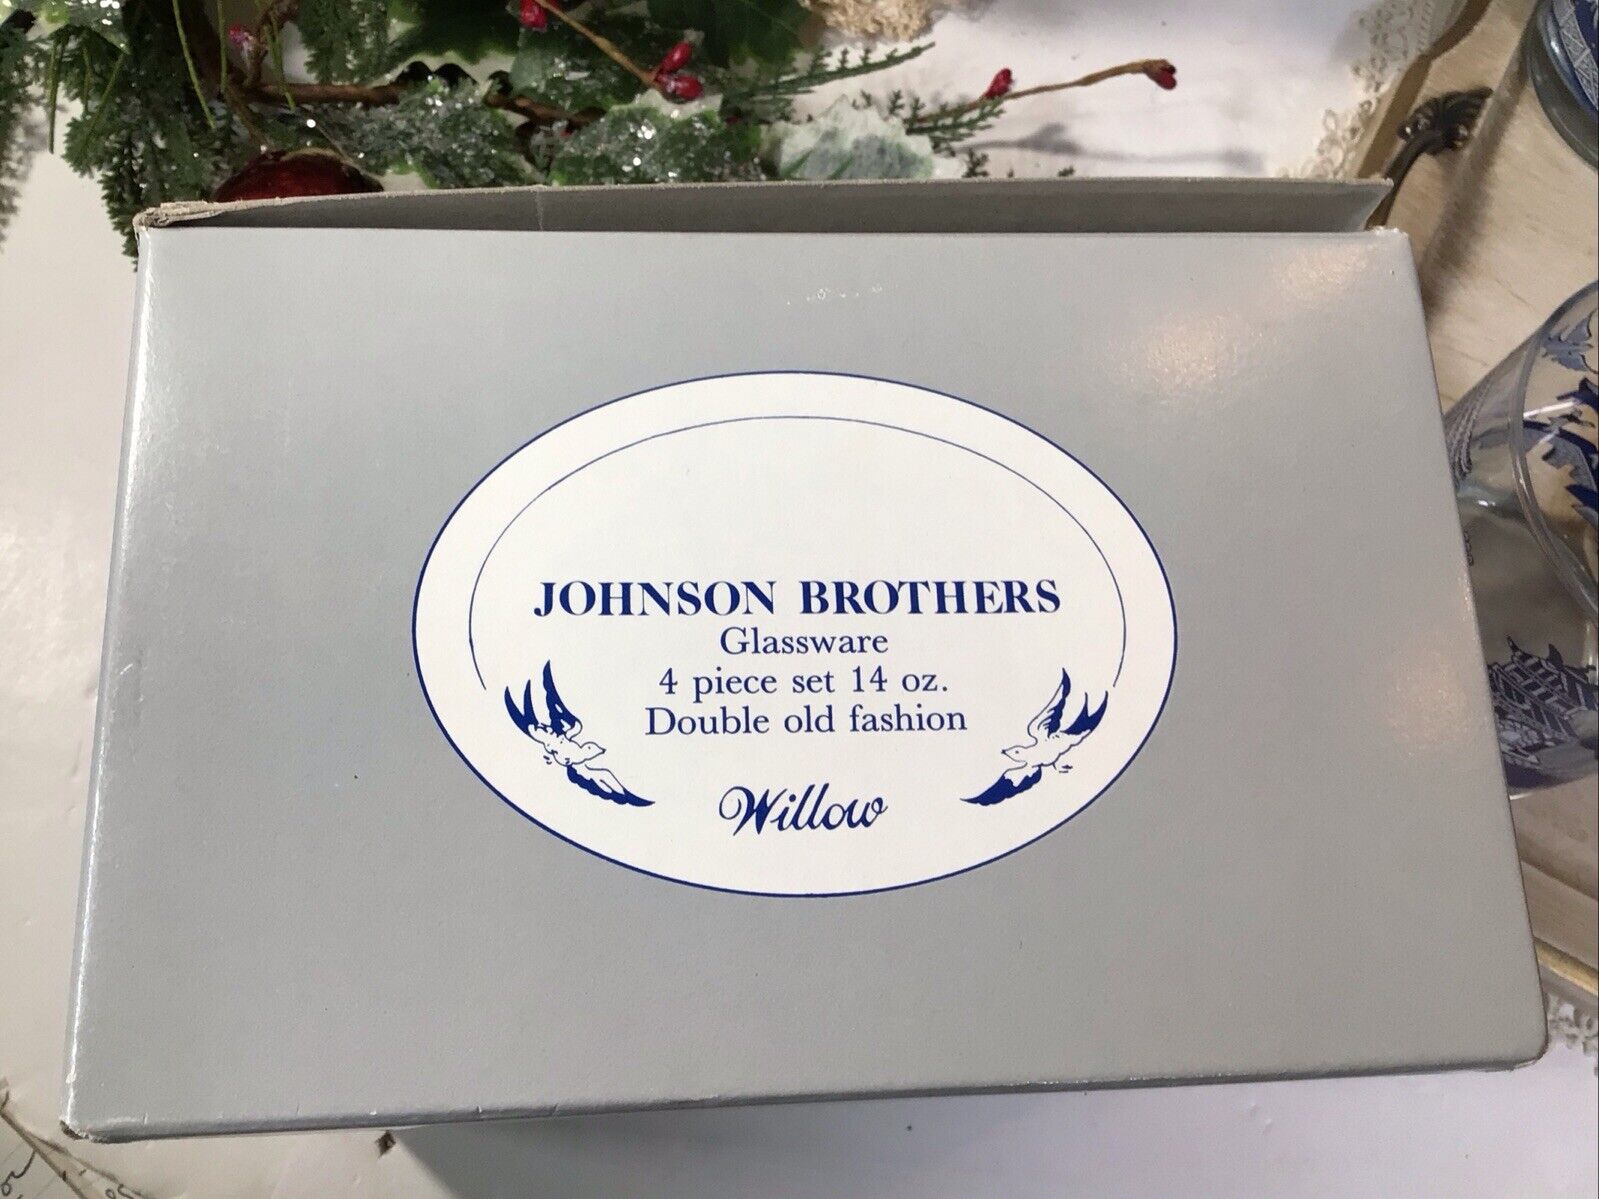 JOHNSON BROTHERS
Glassware
4 piece set 14 oz.
Double old fashion
Willow